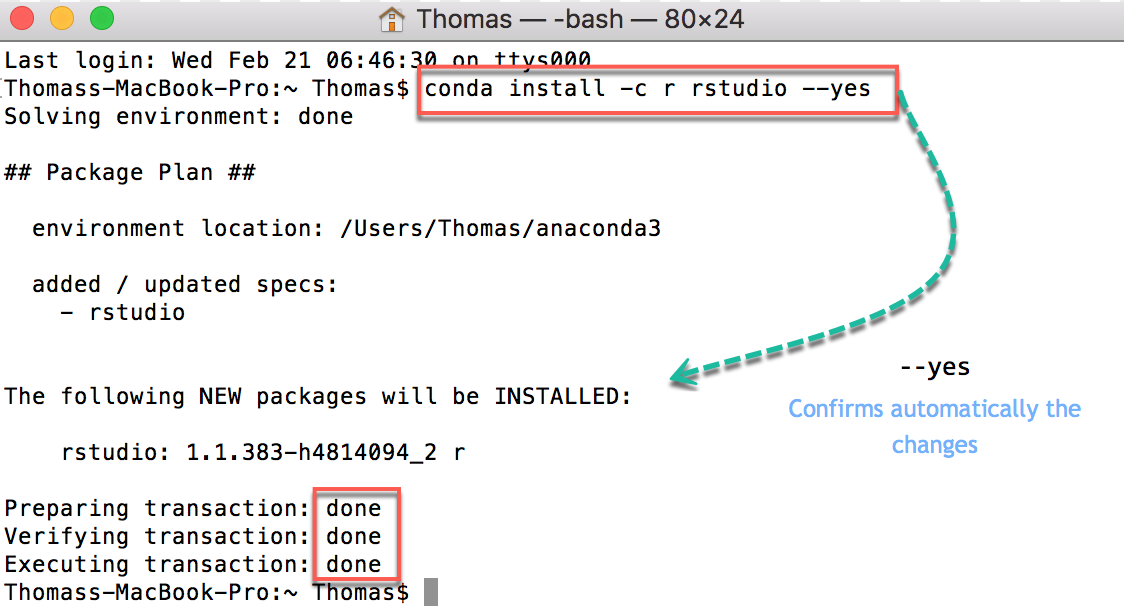 Thomas — -bash — 80×24
Last login: Wed Feb 21 06:46:30 on ttys000
Thomass-MacBook-Pro:~ Thomas$ conda install -c r rstudio --yes
Solving environment: done
## Package Plan ##
environment location: /Users/Thomas/anaconda3
added / updated specs:
- rstudio
The following NEW packages will be INSTALLED:
rstudio: 1.1.383-h4814094_2 r
Preparing transaction: done
Verifying transaction: done
Executing transaction: done
Thomass-MacBook-Pro:~ Thomas$
--yes
Confirms automatically the
changes